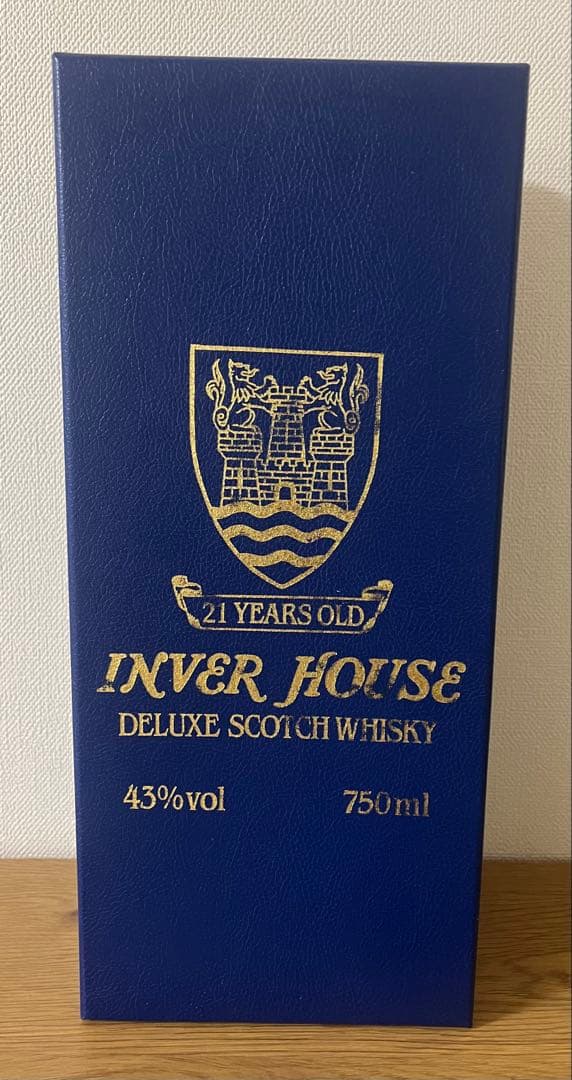 21 YEARS OLD
INVER HOUSE
DELUXE SCOTCH WHISKY
43%vol 750ml